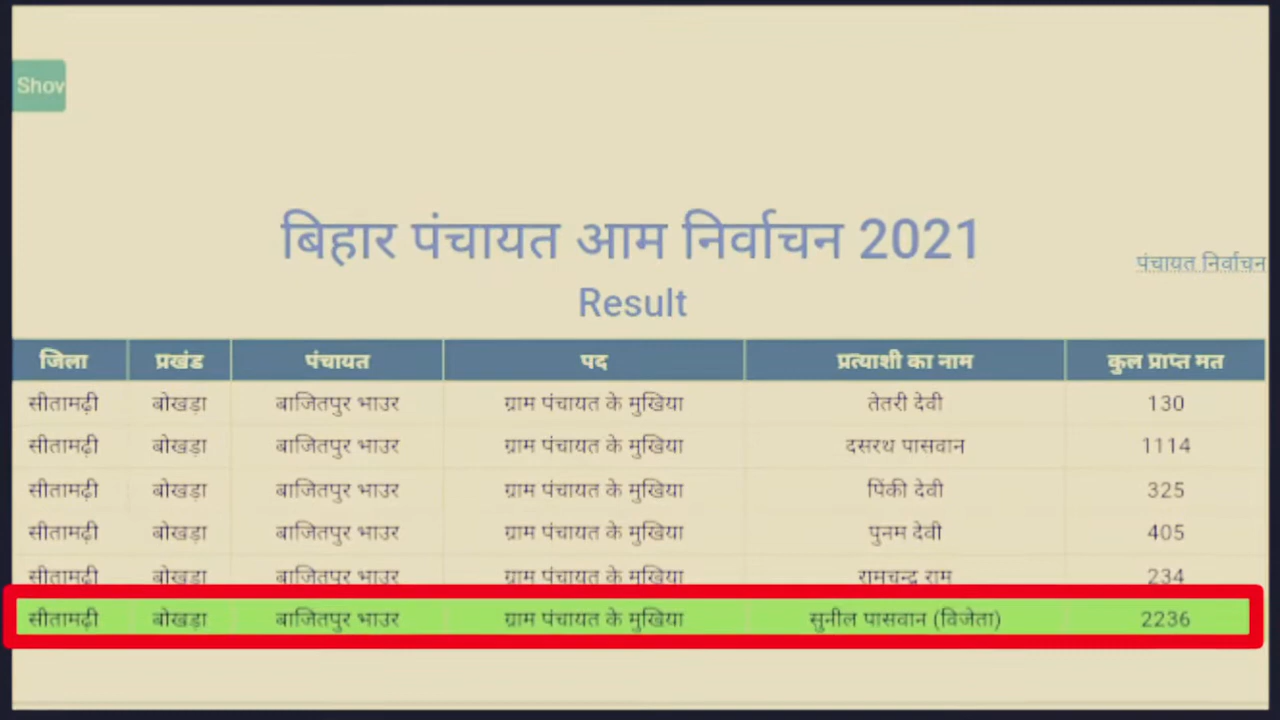 Shov
बिहार पंचायत आम निर्वाचन 2021
पंचायत निर्वाचन
Result
जिला प्रखंड पंचायत पद प्रत्याशी का नाम कुल प्राप्त मत
सीतामढ़ी बोखड़ा बाजितपुर भाउर ग्राम पंचायत के मुखिया तेतरी देवी 130
सीतामढ़ी बोखड़ा बाजितपुर भाउर ग्राम पंचायत के मुखिया दसरथ पासवान 1114
सीतामढ़ी बोखड़ा बाजितपुर भाउर ग्राम पंचायत के मुखिया पिंकी देवी 325
सीतामढ़ी बोखड़ा बाजितपुर भाउर ग्राम पंचायत के मुखिया पुनम देवी 405
सीतामढ़ी बोखड़ा बाजितपुर भाउर ग्राम पंचायत के मुखिया रामचन्द्र राम 234
सीतामढ़ी बोखड़ा बाजितपुर भाउर ग्राम पंचायत के मुखिया सुनील पासवान (विजेता) 2236